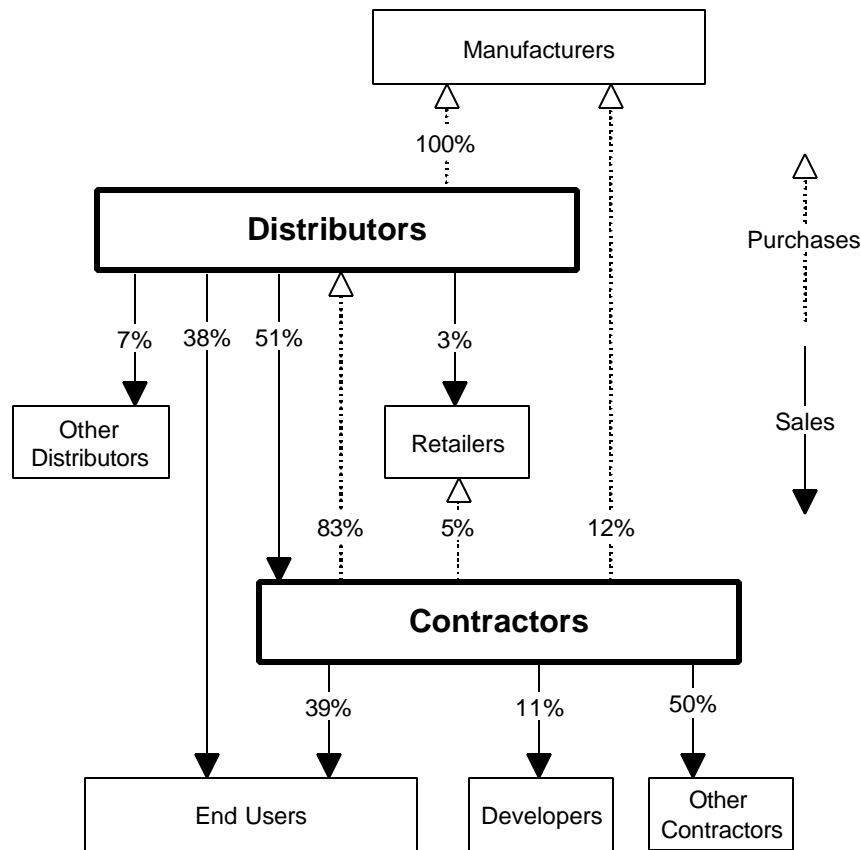 Manufacturers
100%
Distributors
Purchases
7%
38%
51%
3%
Other
Distributors
Retailers
Sales
83%
5%
12%
Contractors
39%
11%
50%
End Users
Developers
Other
Contractors